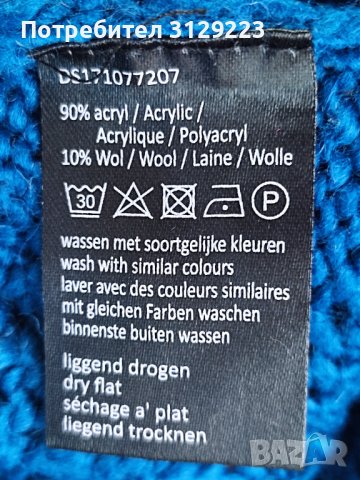 Потребител 3129223
DS171077207
90% acryl / Acrylic /
Acrylique / Polyacryl
10% Wol / Wool / Laine / Wolle
30 P
wassen met soortgelijke kleuren
wash with similar colours
laver avec des couleurs similaires
mit gleichen Farben waschen
binnenste buiten wassen
liggend drogen
dry flat
séchage a' plat
liegend trocknen
BAZAR